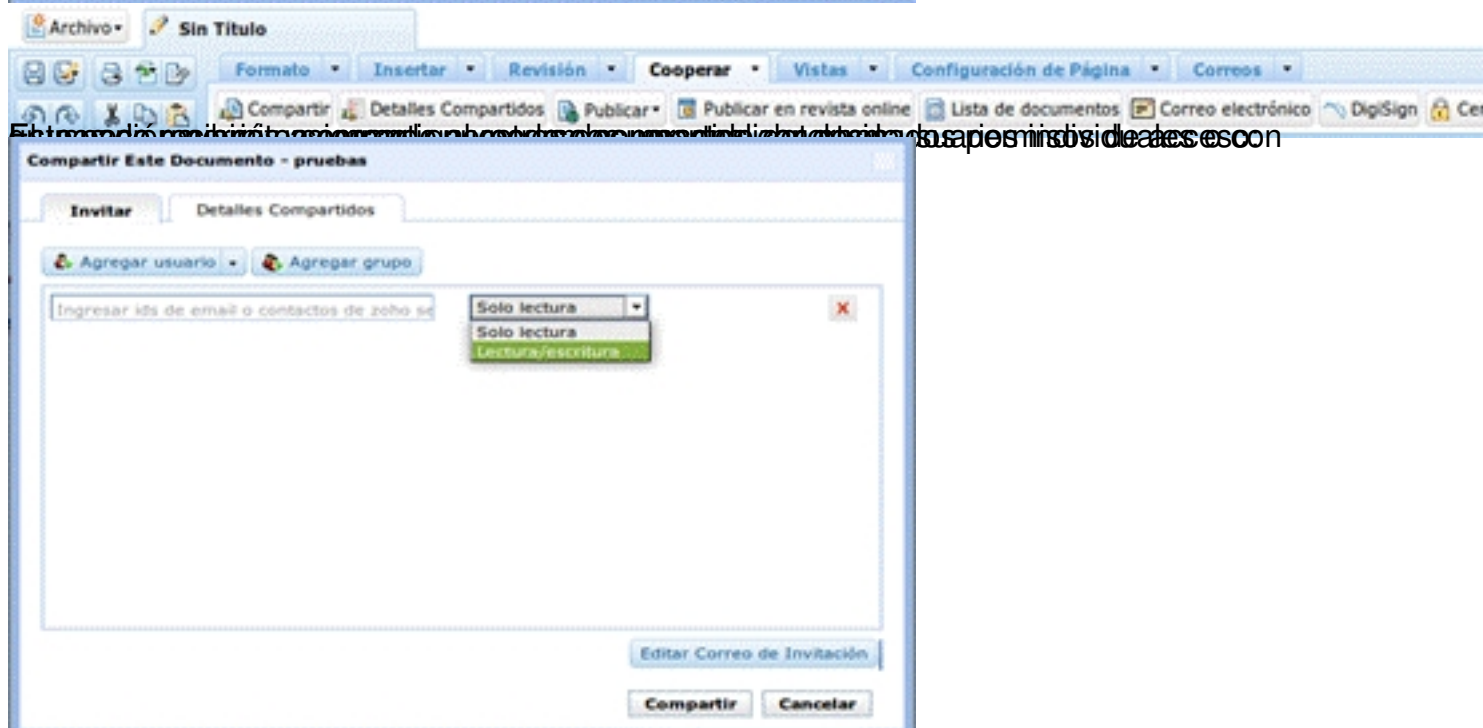 Archivo Sin Titulo
Formato Insertar Revisión Cooperar Vistas Configuración de Página Correos
Compartir Detalles Compartidos Publicar Publicar en revista online Lista de documentos Correo electrónico DigiSign Cer
Compartir Este Documento - pruebas
Invitar Detalles Compartidos
Agregar usuario Agregar grupo
Ingresar ids de email o contactos de zoho se Solo lectura
Solo lectura
Lectura/escritura
Editar Correo de Invitación
Compartir Cancelar